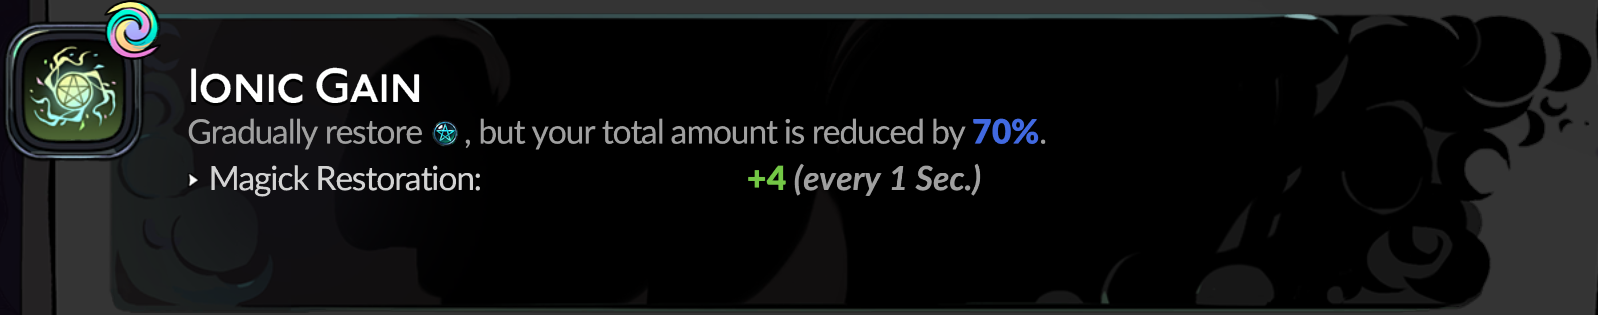 Ionic Gain
Gradually restore , but your total amount is reduced by 70%.
Magick Restoration: +4 (every 1 Sec.)